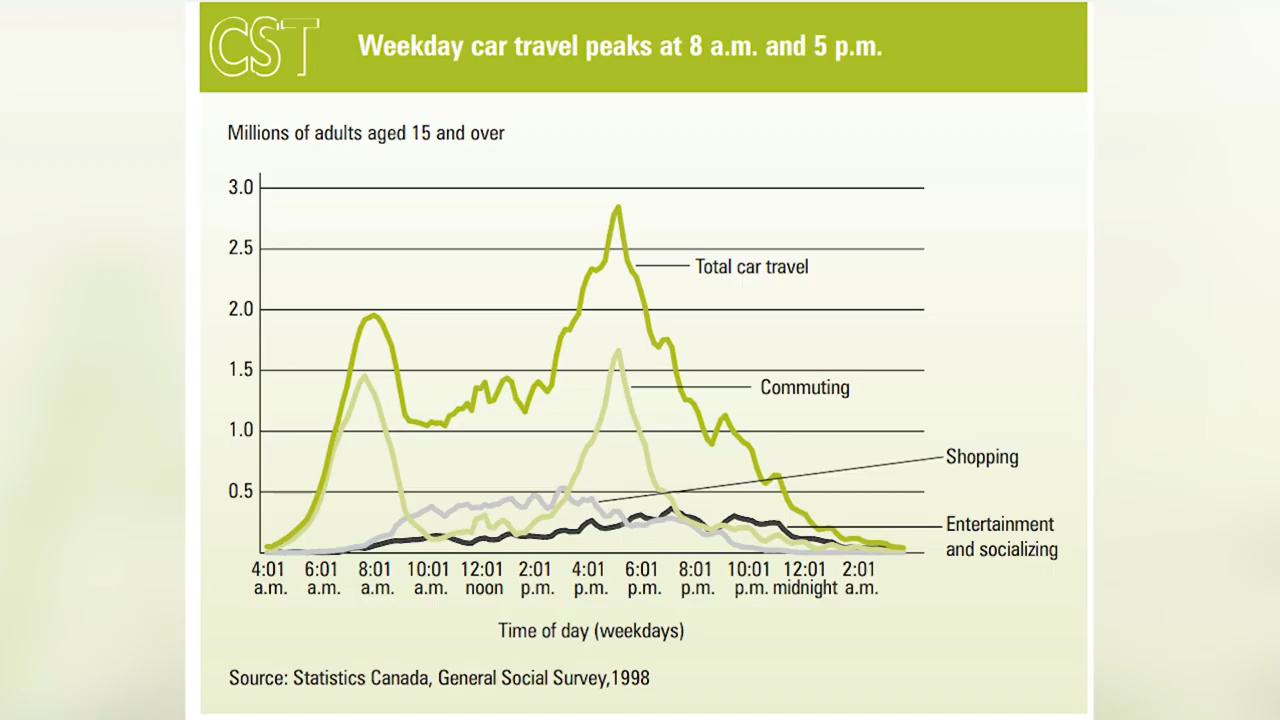 CST
Weekday car travel peaks at 8 a.m. and 5 p.m.
Millions of adults aged 15 and over
3.0
2.5
2.0
1.5
1.0
0.5
Total car travel
Commuting
Shopping
Entertainment
and socializing
4:01 6:01 8:01 10:01 12:01 2:01 4:01 6:01 8:01 10:01 12:01 2:01
a.m. a.m. a.m. a.m. noon p.m. p.m. p.m. p.m. p.m. midnight a.m.
Time of day (weekdays)
Source: Statistics Canada, General Social Survey,1998